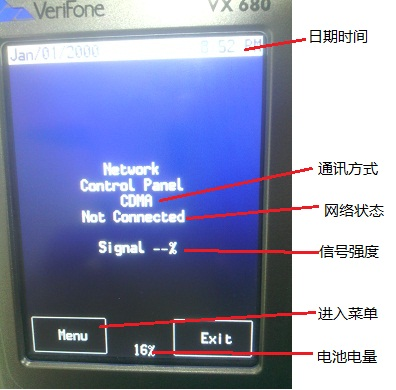 VeriFone
VX 680
Jan/01/2000 8:52 PM
日期时间
Network
Control Panel
CDMA
Not Connected
Signal --%
通讯方式
网络状态
信号强度
进入菜单
Menu
Exit
16%
电池电量